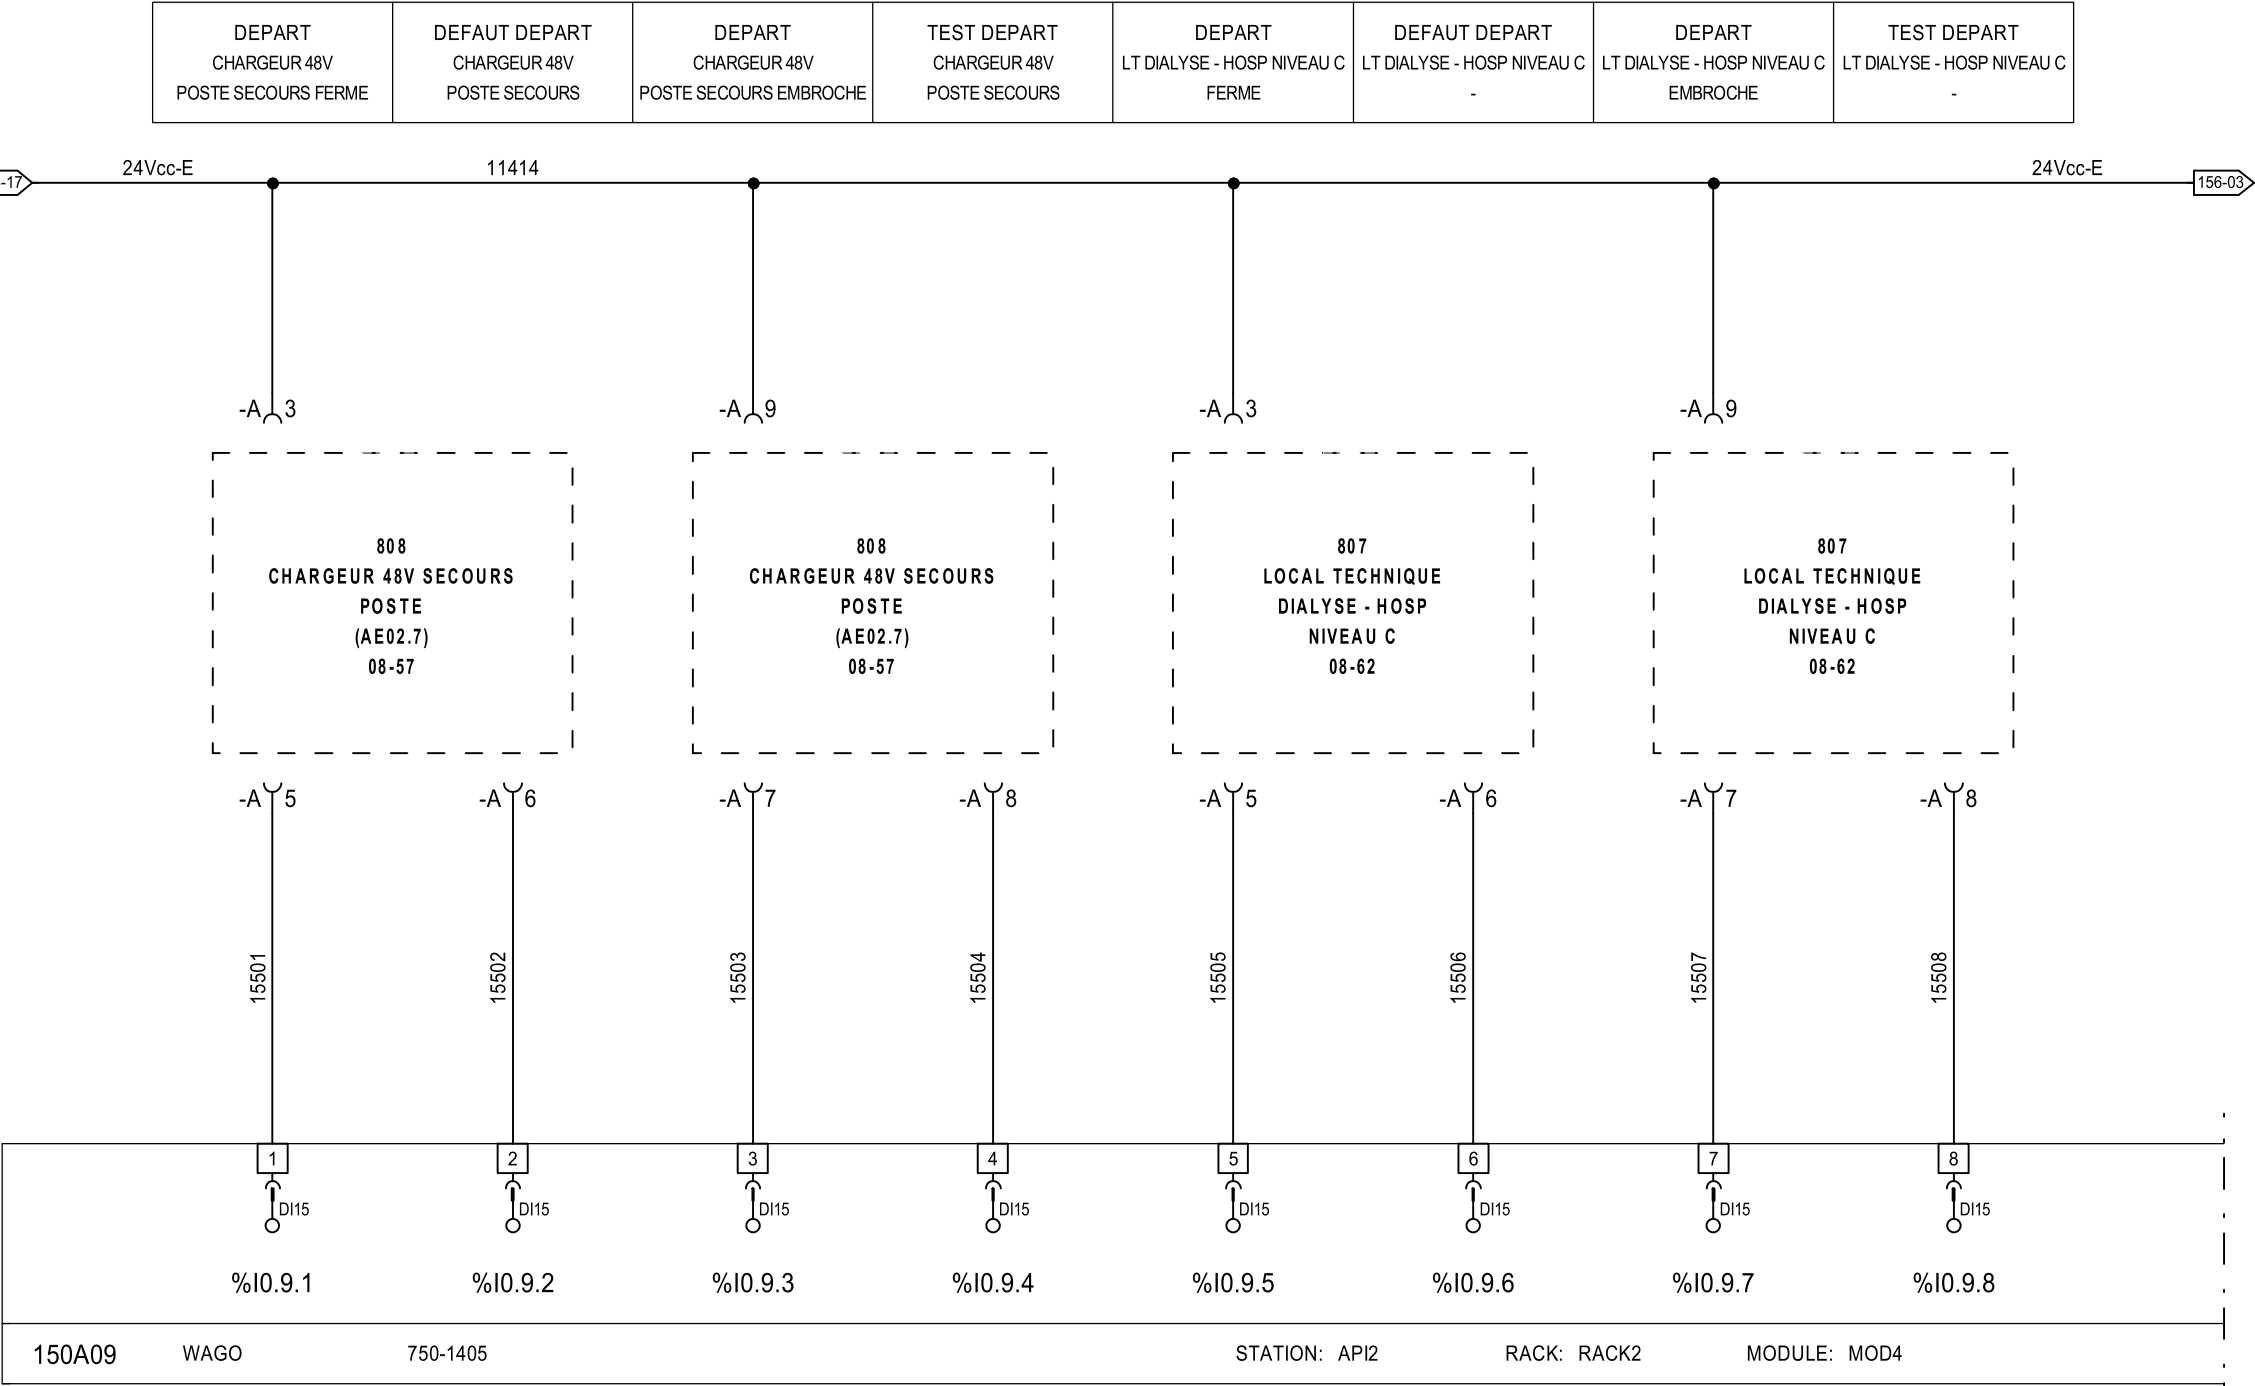 DEPART
CHARGEUR 48V
POSTE SECOURS FERME
DEFAUT DEPART
CHARGEUR 48V
POSTE SECOURS
DEPART
CHARGEUR 48V
POSTE SECOURS EMBROCHE
TEST DEPART
CHARGEUR 48V
POSTE SECOURS
DEPART
LT DIALYSE - HOSP NIVEAU C
FERME
DEFAUT DEPART
LT DIALYSE - HOSP NIVEAU C
-
DEPART
LT DIALYSE - HOSP NIVEAU C
EMBROCHE
TEST DEPART
LT DIALYSE - HOSP NIVEAU C
-
-17 24Vcc-E 11414 24Vcc-E 156-03
-A 3 -A 9 -A 3 -A 9
808
CHARGEUR 48V SECOURS
POSTE
(AE02.7)
08-57
808
CHARGEUR 48V SECOURS
POSTE
(AE02.7)
08-57
807
LOCAL TECHNIQUE
DIALYSE - HOSP
NIVEAU C
08-62
807
LOCAL TECHNIQUE
DIALYSE - HOSP
NIVEAU C
08-62
-A 5 -A 6 -A 7 -A 8 -A 5 -A 6 -A 7 -A 8
15501 15502 15503 15504 15505 15506 15507 15508
1 2 3 4 5 6 7 8
DI15 DI15 DI15 DI15 DI15 DI15 DI15 DI15
%I0.9.1 %I0.9.2 %I0.9.3 %I0.9.4 %I0.9.5 %I0.9.6 %I0.9.7 %I0.9.8
150A09 WAGO 750-1405 STATION: API2 RACK: RACK2 MODULE: MOD4